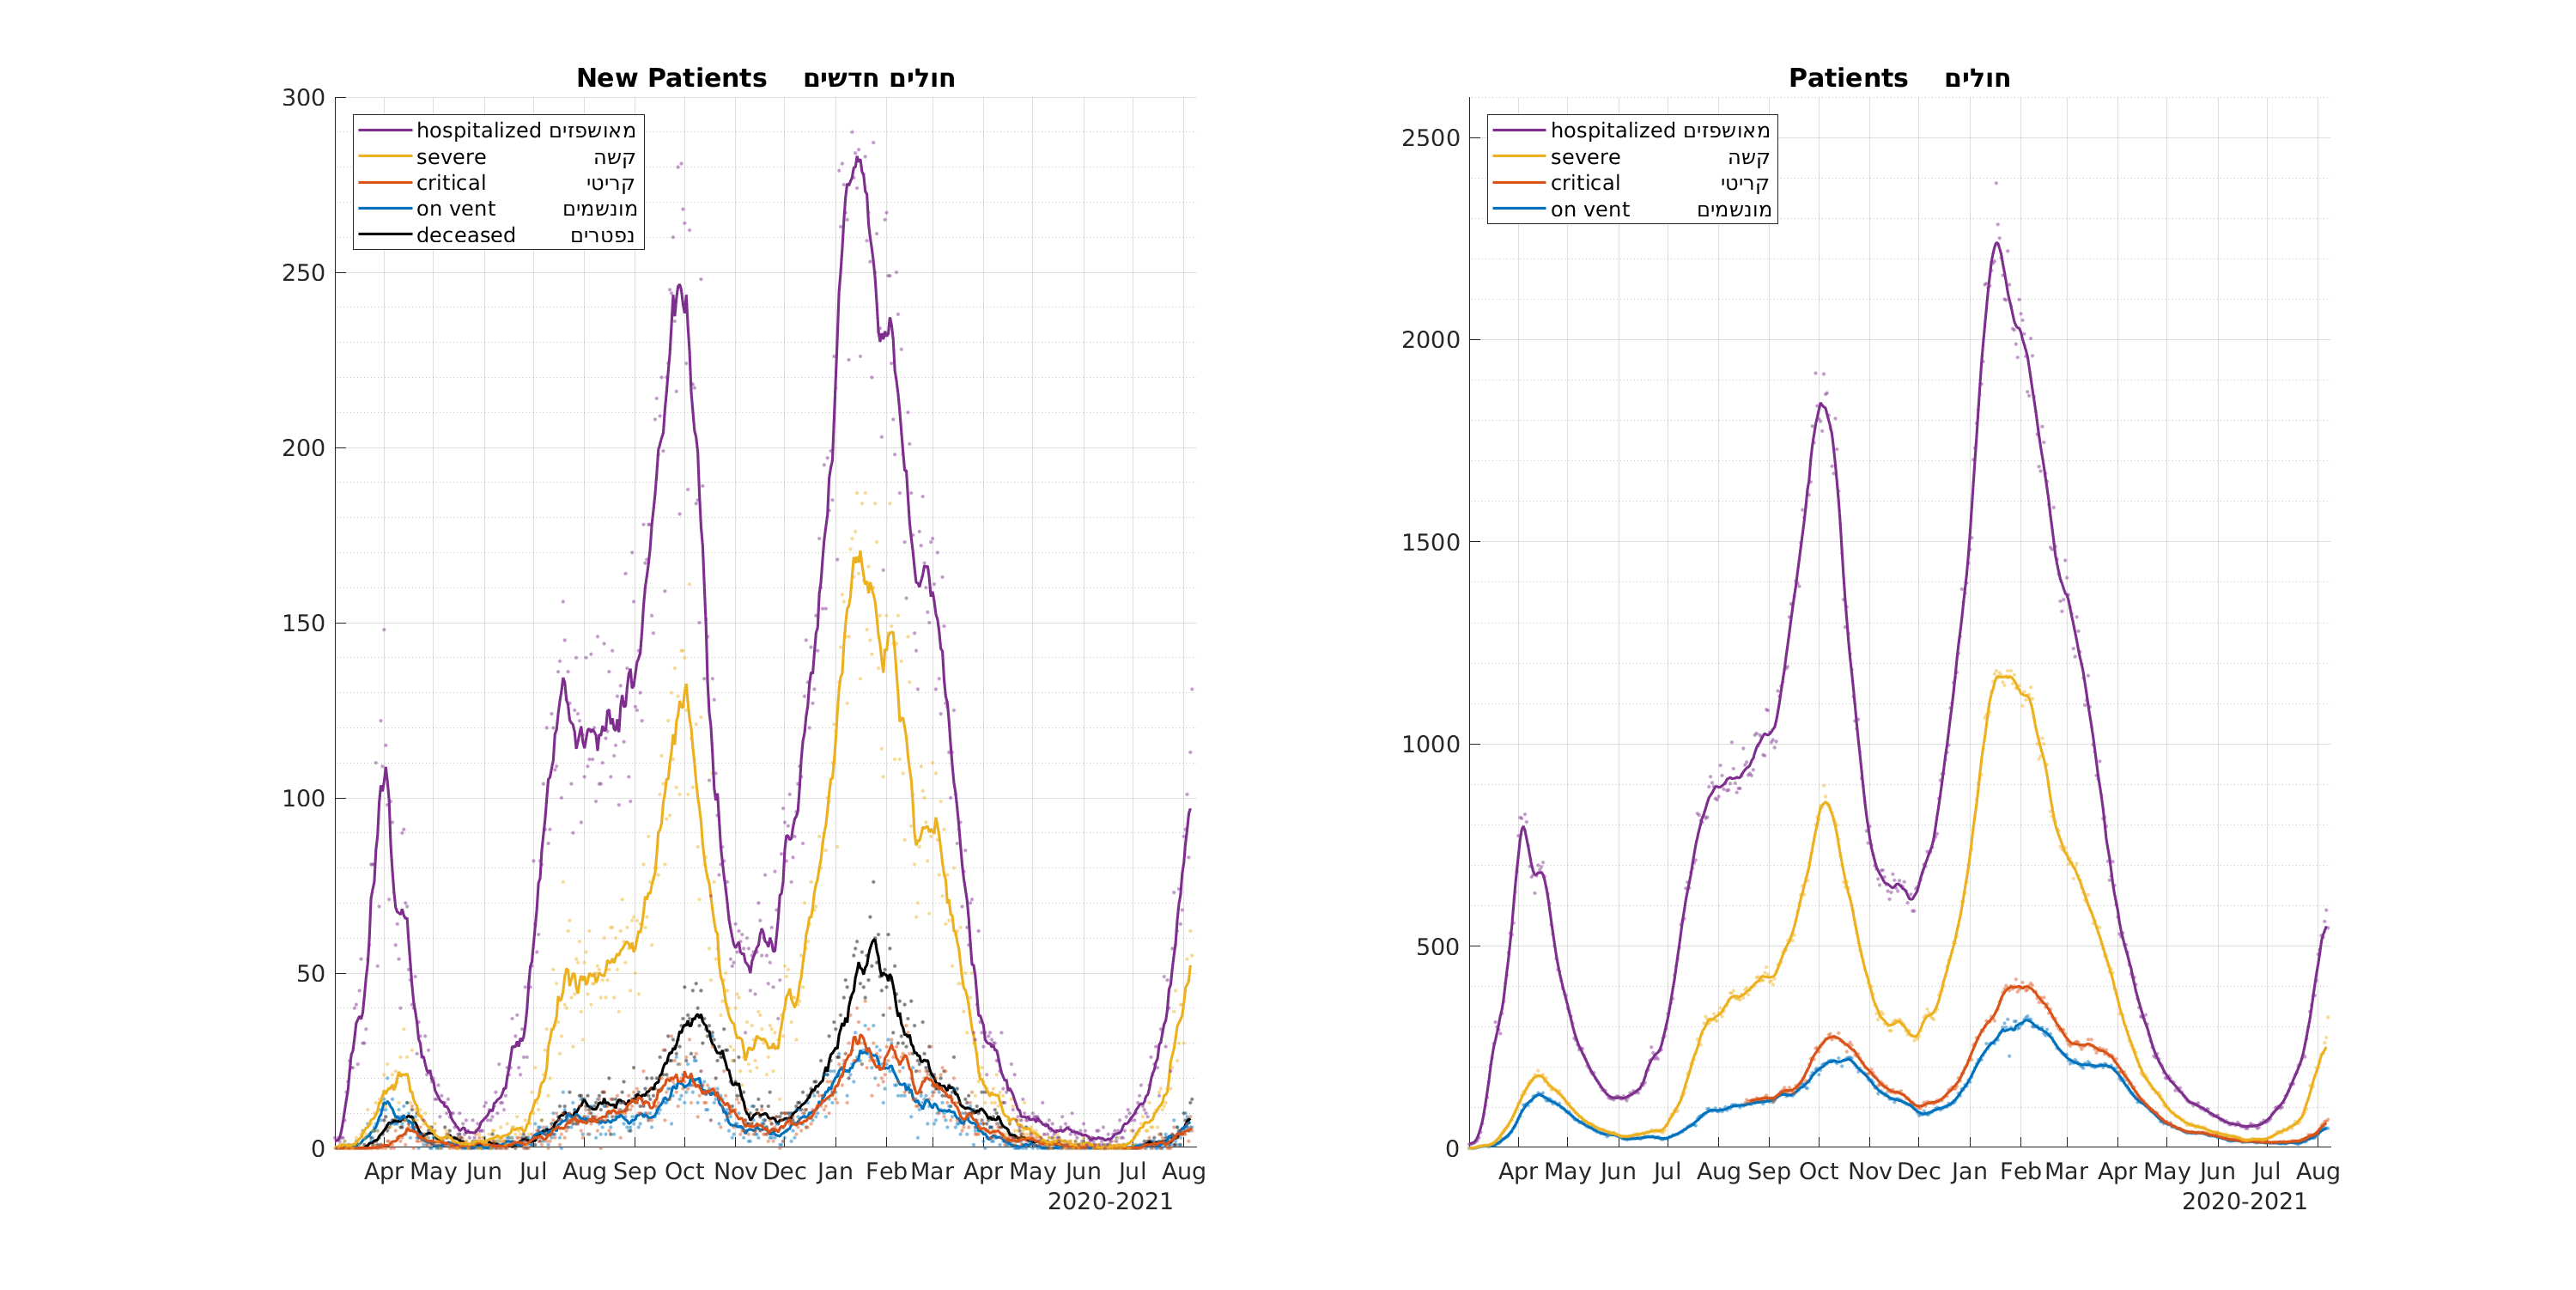 New Patients חולים חדשים
300
250
200
150
100
50
0
hospitalized מאושפזים
severe קשה
critical קריטי
on vent מונשמים
deceased נפטרים
Apr May Jun Jul Aug Sep Oct Nov Dec Jan Feb Mar Apr May Jun Jul Aug
2020-2021
Patients חולים
2500
2000
1500
1000
500
0
hospitalized מאושפזים
severe קשה
critical קריטי
on vent מונשמים
Apr May Jun Jul Aug Sep Oct Nov Dec Jan Feb Mar Apr May Jun Jul Aug
2020-2021